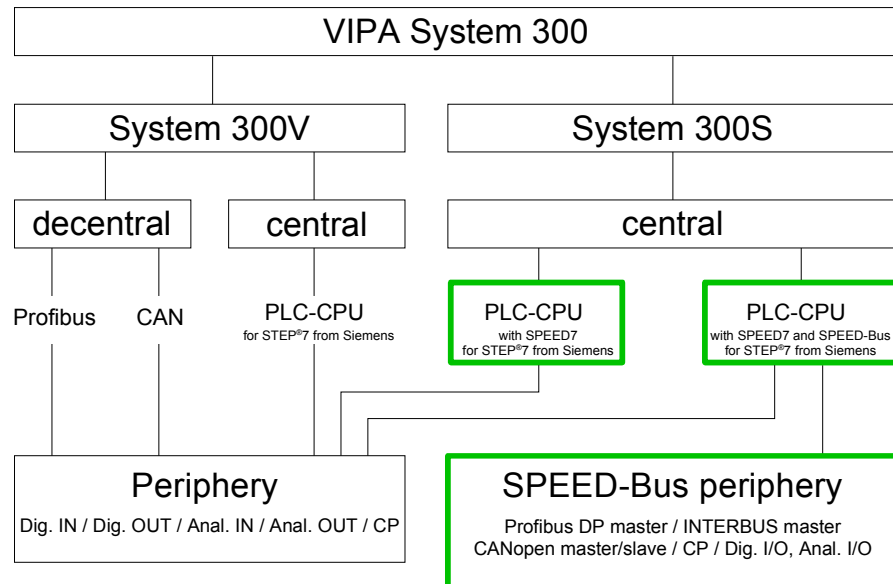 VIPA System 300
System 300V
System 300S
decentral
central
central
Profibus
CAN
PLC-CPU
for STEP®7 from Siemens
PLC-CPU
with SPEED7
for STEP®7 from Siemens
PLC-CPU
with SPEED7 and SPEED-Bus
for STEP®7 from Siemens
Periphery
Dig. IN / Dig. OUT / Anal. IN / Anal. OUT / CP
SPEED-Bus periphery
Profibus DP master / INTERBUS master
CANopen master/slave / CP / Dig. I/O, Anal. I/O